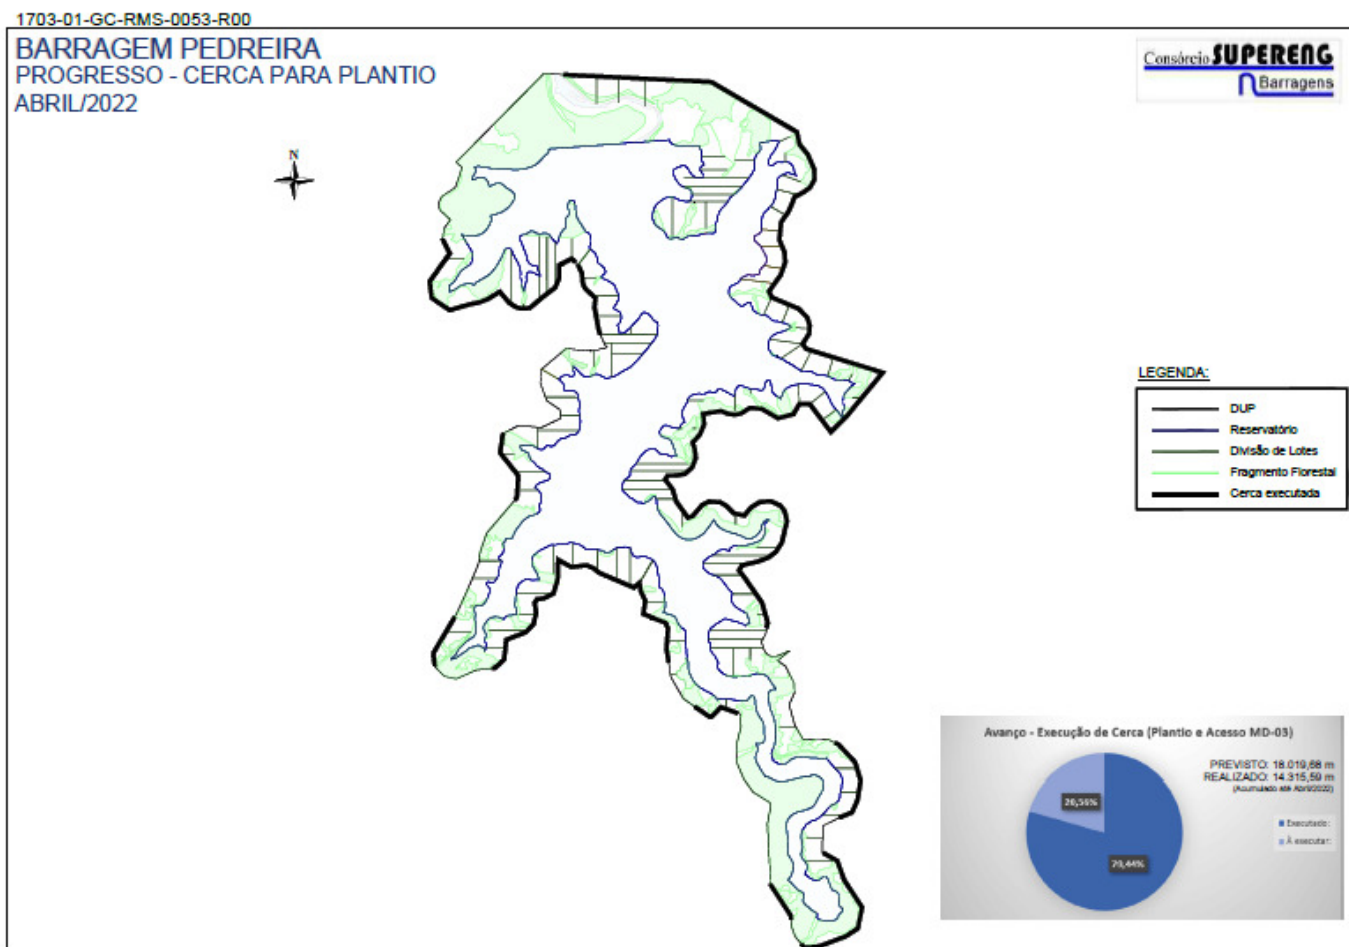 1703-01-GC-RMS-0053-R00
BARRAGEM PEDREIRA
PROGRESSO - CERCA PARA PLANTIO
ABRIL/2022
Consórcio SUPERENG
Barragens
N
LEGENDA:
DUP
Reservatório
Divisão de Lotes
Fragmento Florestal
Cerca executada
Avanço - Execução de Cerca (Plantio e Acesso MD-03)
PREVISTO: 18.019,68 m
REALIZADO: 14.315,59 m
(Acumulado até Abril/2022)
20,56%
79,44%
Executado:
À executar: